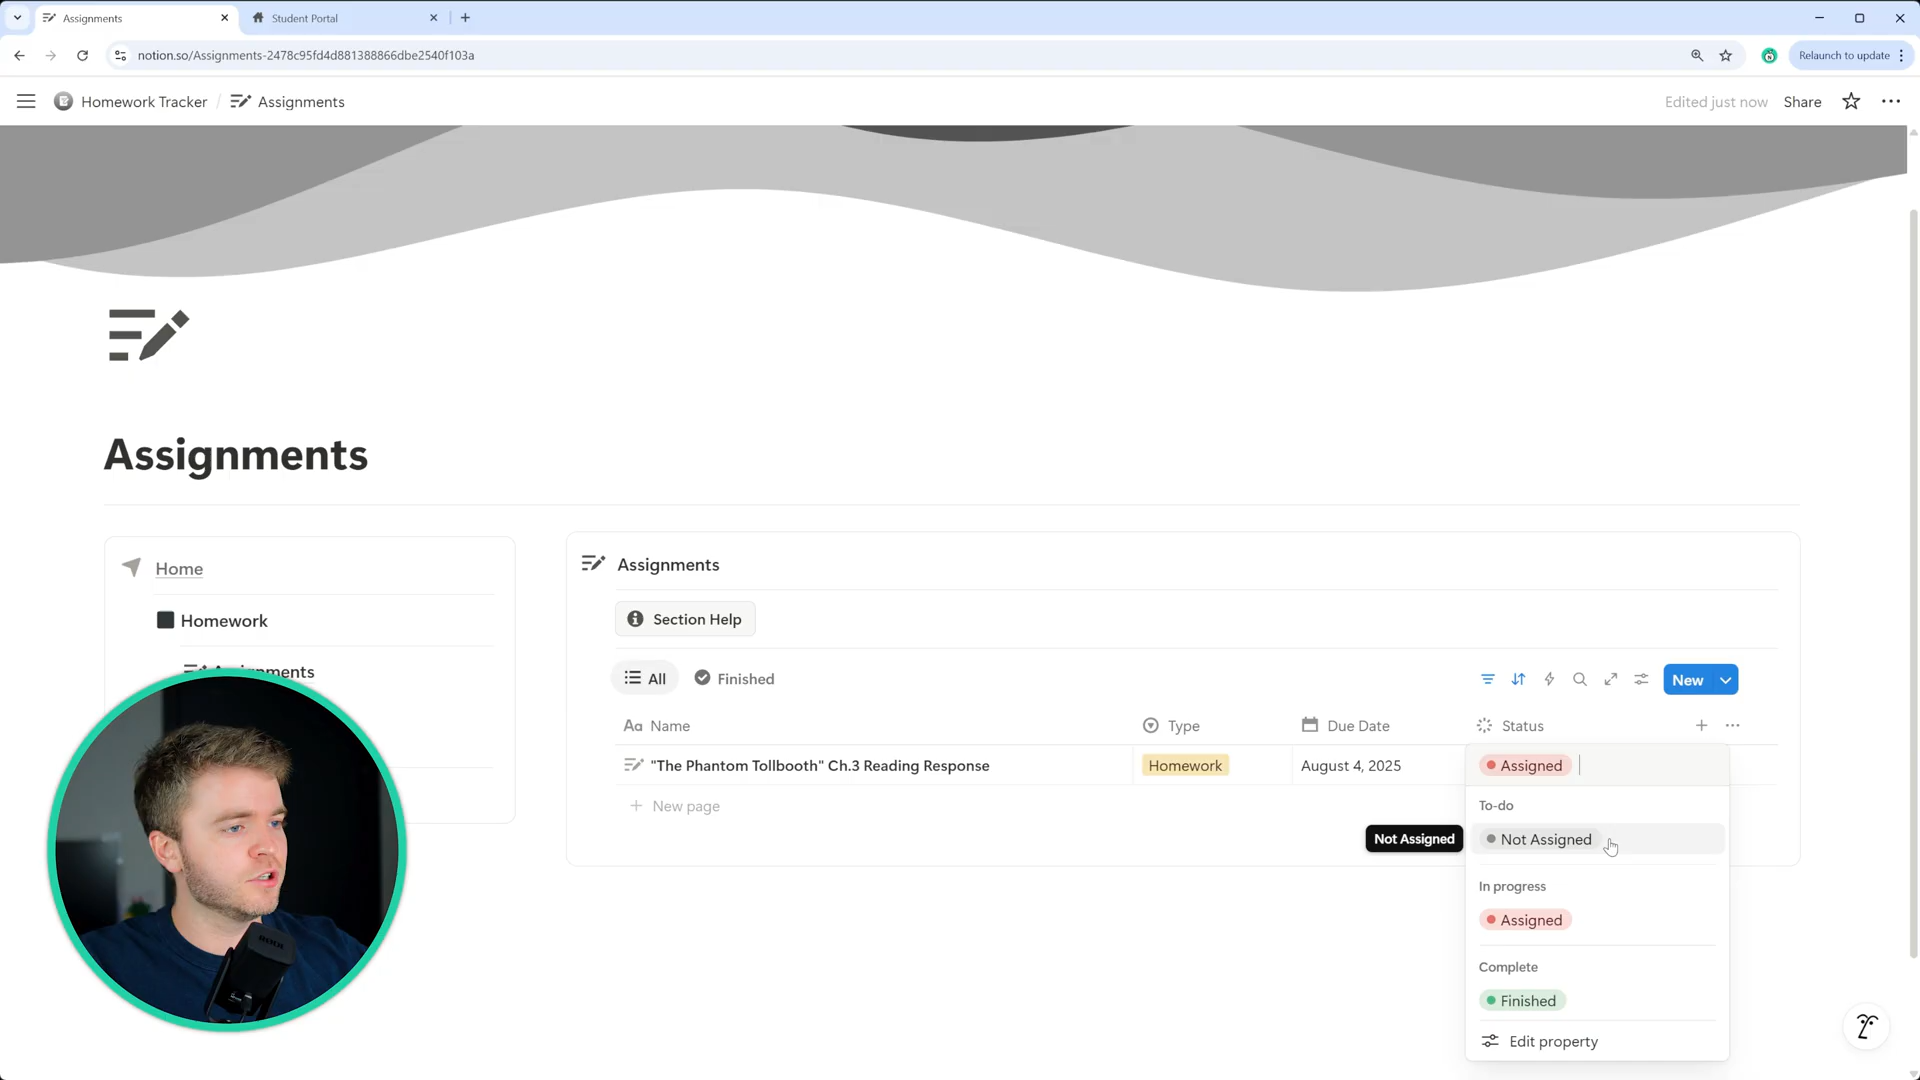 Assignments
Student Portal
notion.so/Assignments-2478c95fd4d881388866dbe2540f103a
Relaunch to update
Homework Tracker / Assignments
Edited just now
Share
Assignments
Home
Homework
Assignments
Section Help
All
Finished
New
Aa Name
Type
Due Date
Status
"The Phantom Tollbooth" Ch.3 Reading Response
Homework
August 4, 2025
Assigned
New page
To-do
Not Assigned
Not Assigned
In progress
Assigned
Complete
Finished
Edit property
RODE